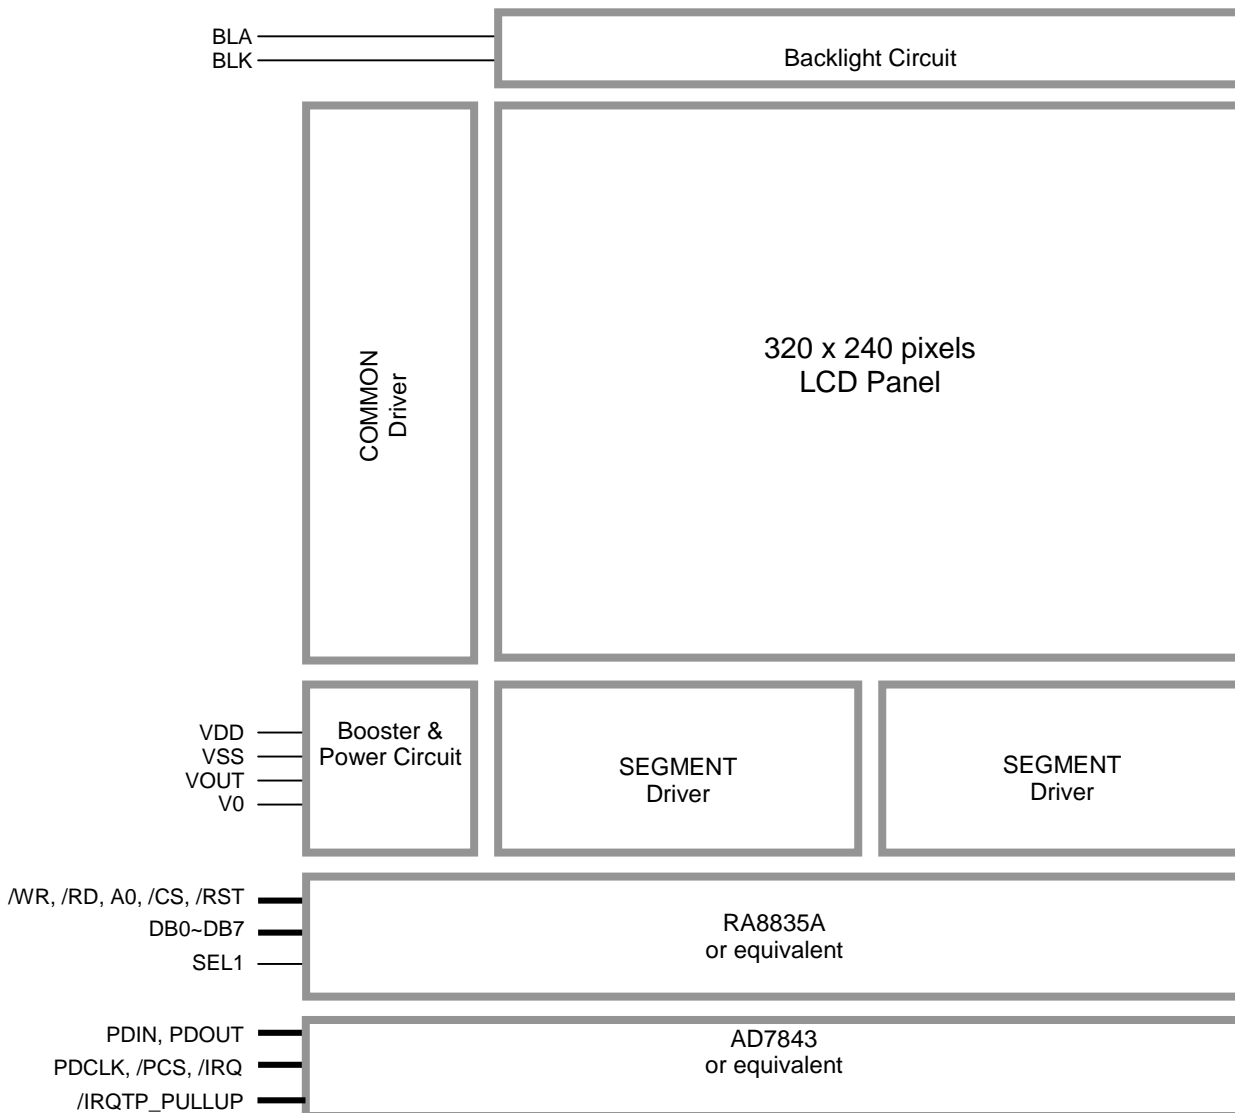 BLA
BLK
Backlight Circuit
320 x 240 pixels
LCD Panel
COMMON
Driver
VDD
VSS
VOUT
V0
Booster &
Power Circuit
SEGMENT
Driver
SEGMENT
Driver
/WR, /RD, A0, /CS, /RST
DB0~DB7
SEL1
RA8835A
or equivalent
PDIN, PDOUT
PDCLK, /PCS, /IRQ
/IRQTP_PULLUP
AD7843
or equivalent